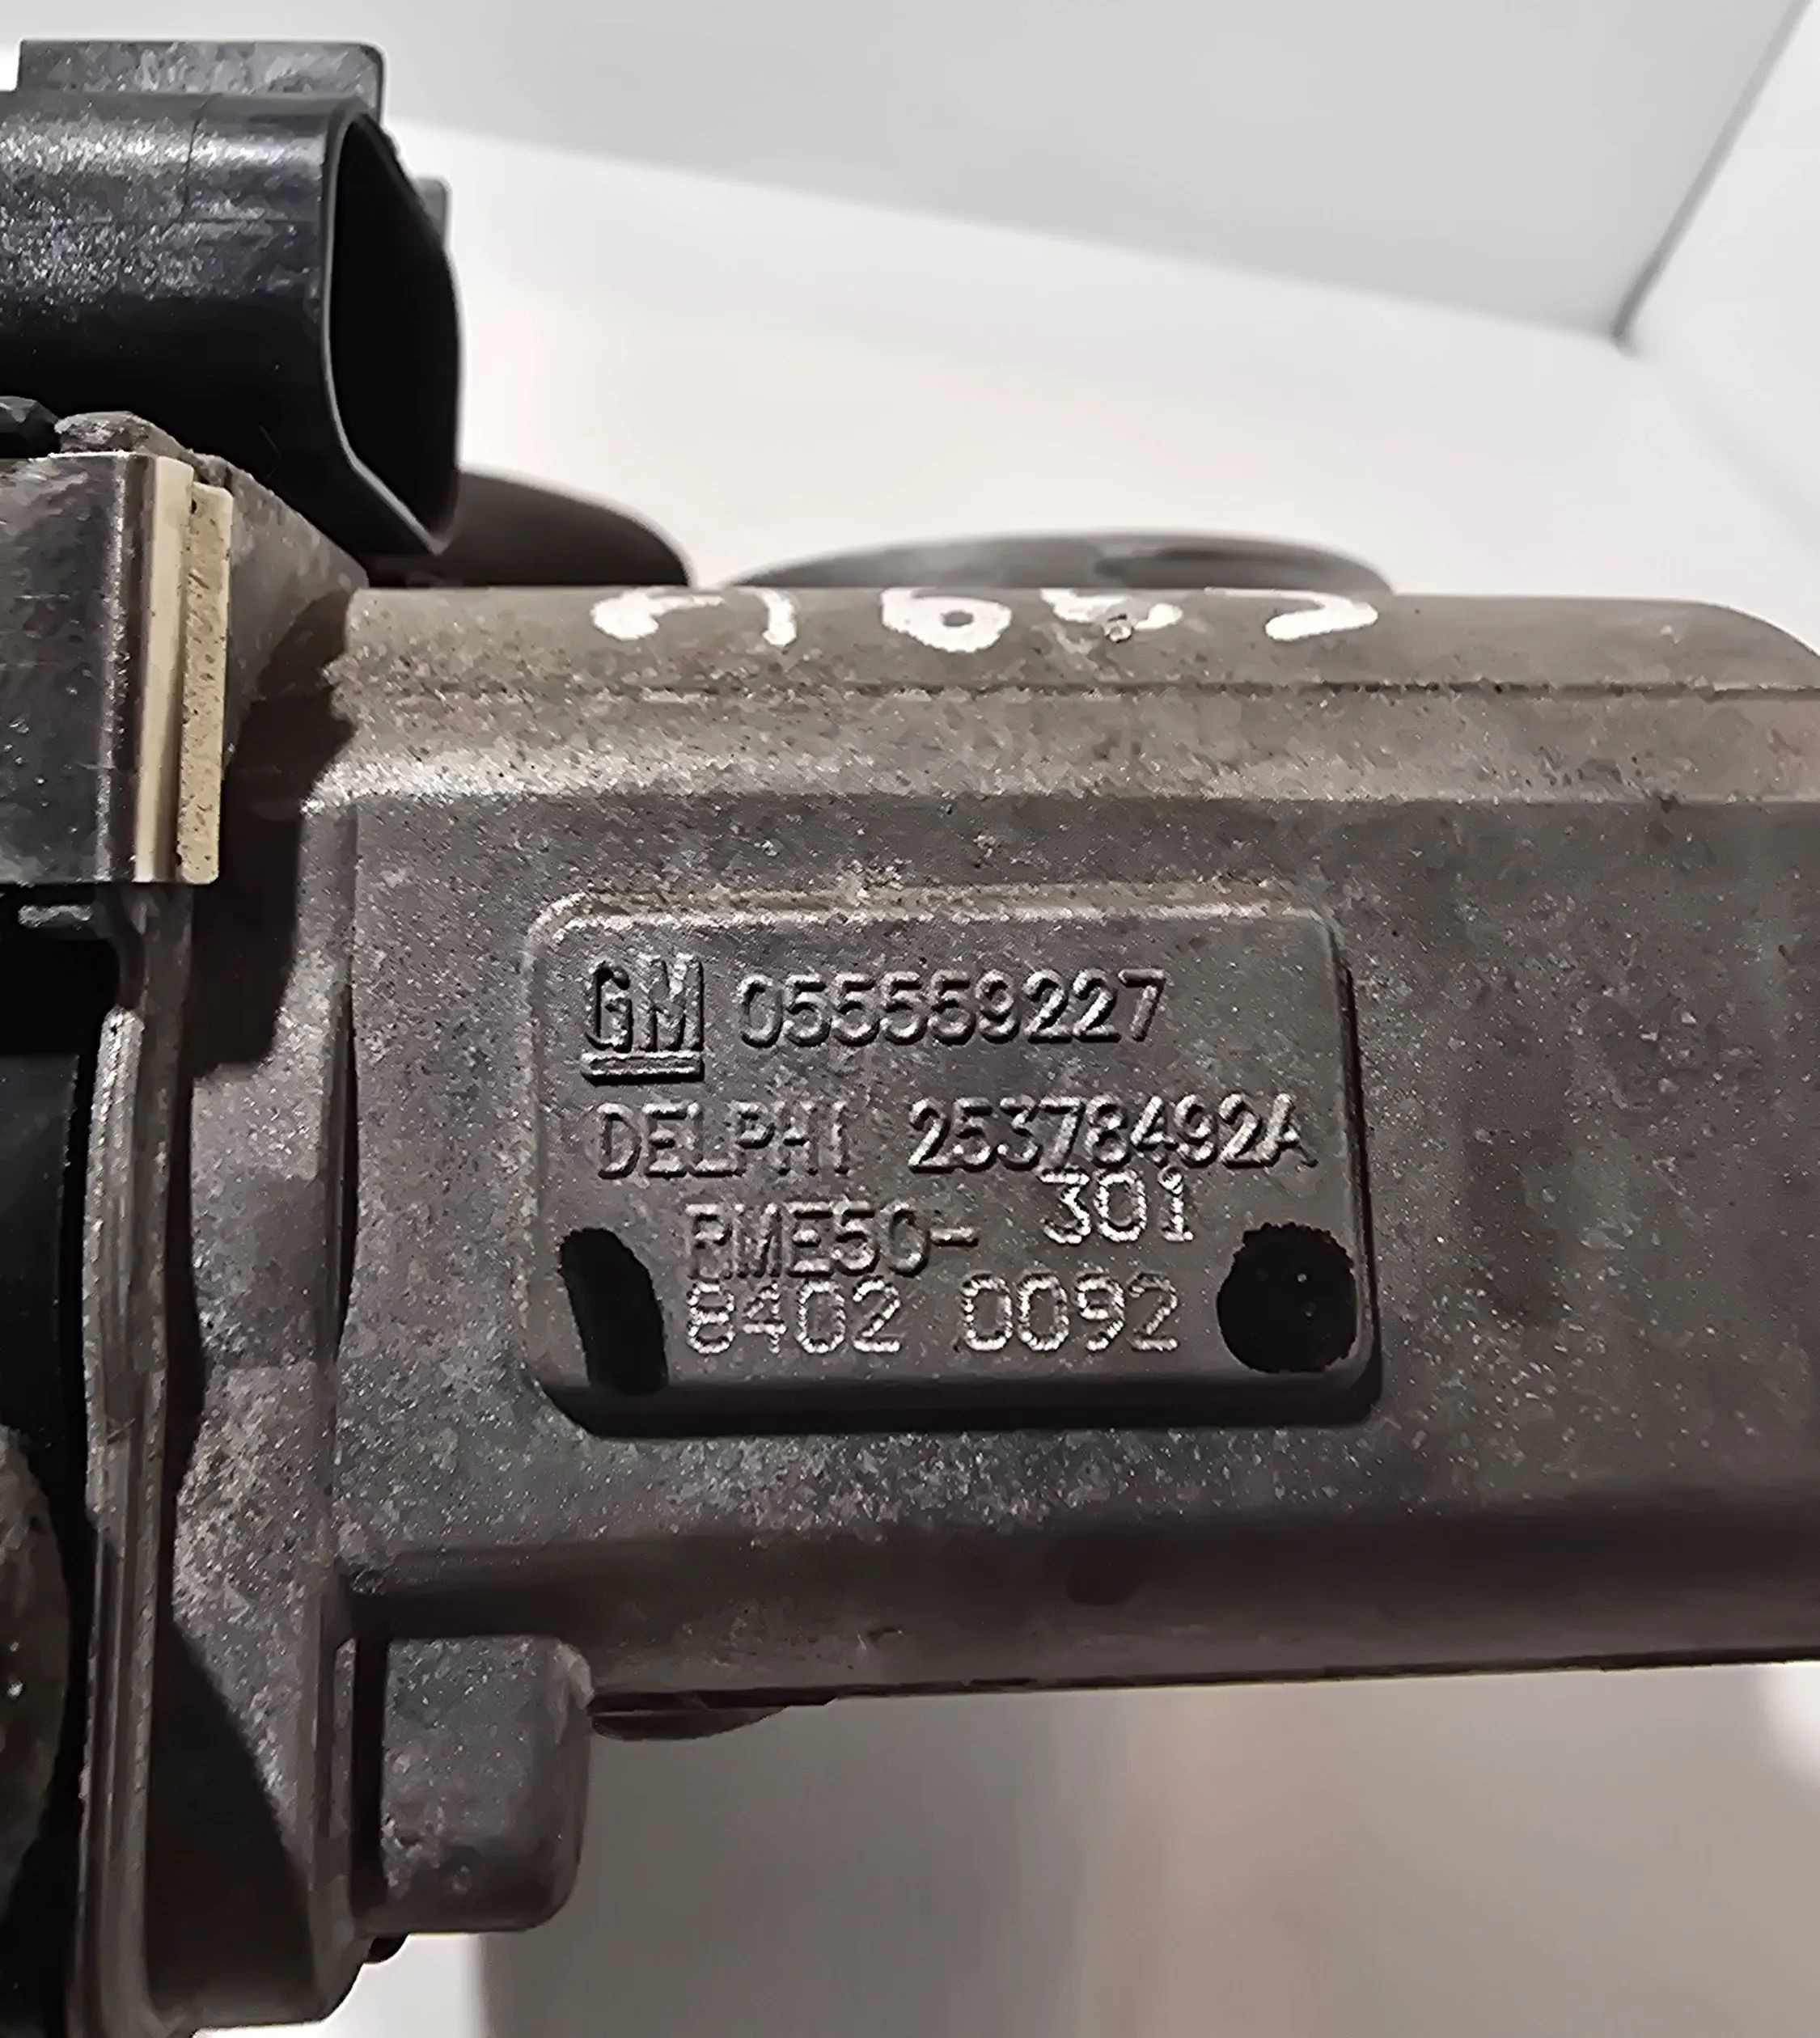 GM 055559227
DELPHI 25378492A
RME50- 301
8402 0092